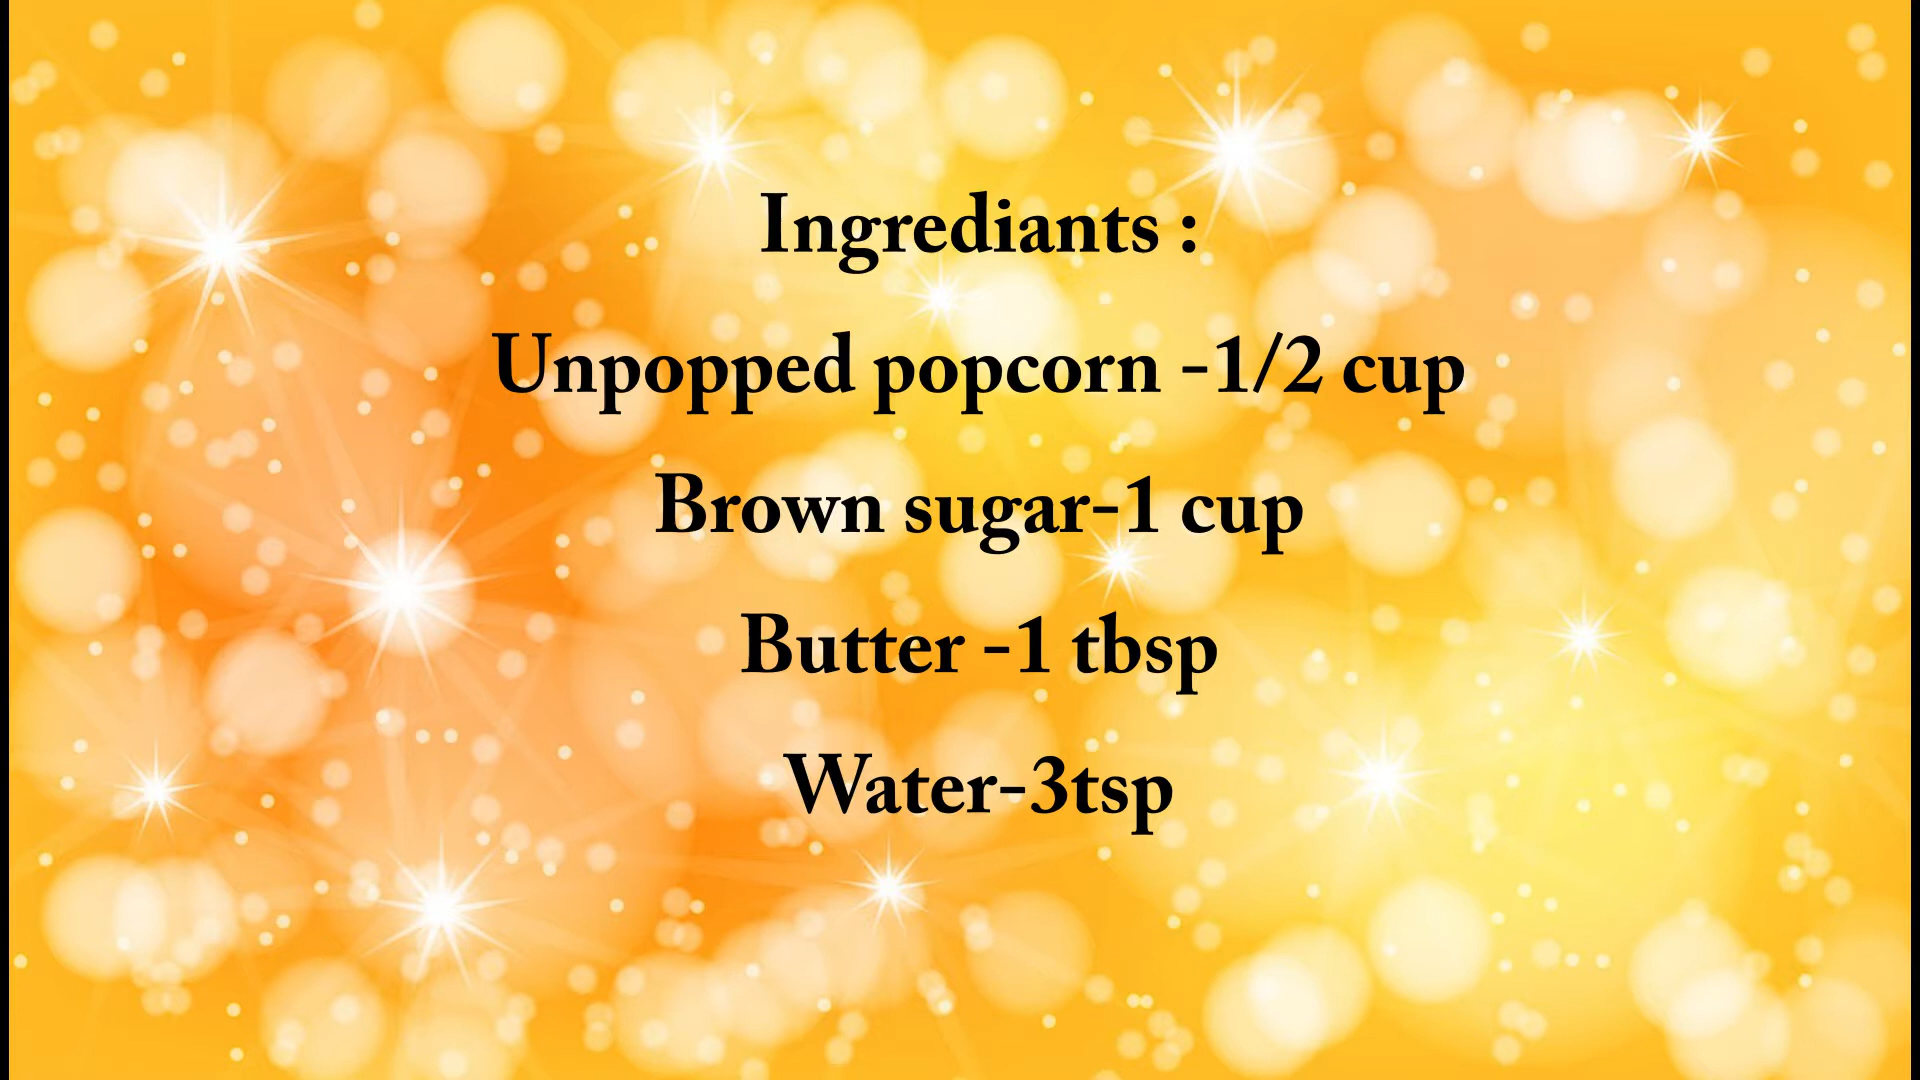 Ingrediants :
Unpopped popcorn -1/2 cup
Brown sugar-1 cup
Butter -1 tbsp
Water-3tsp